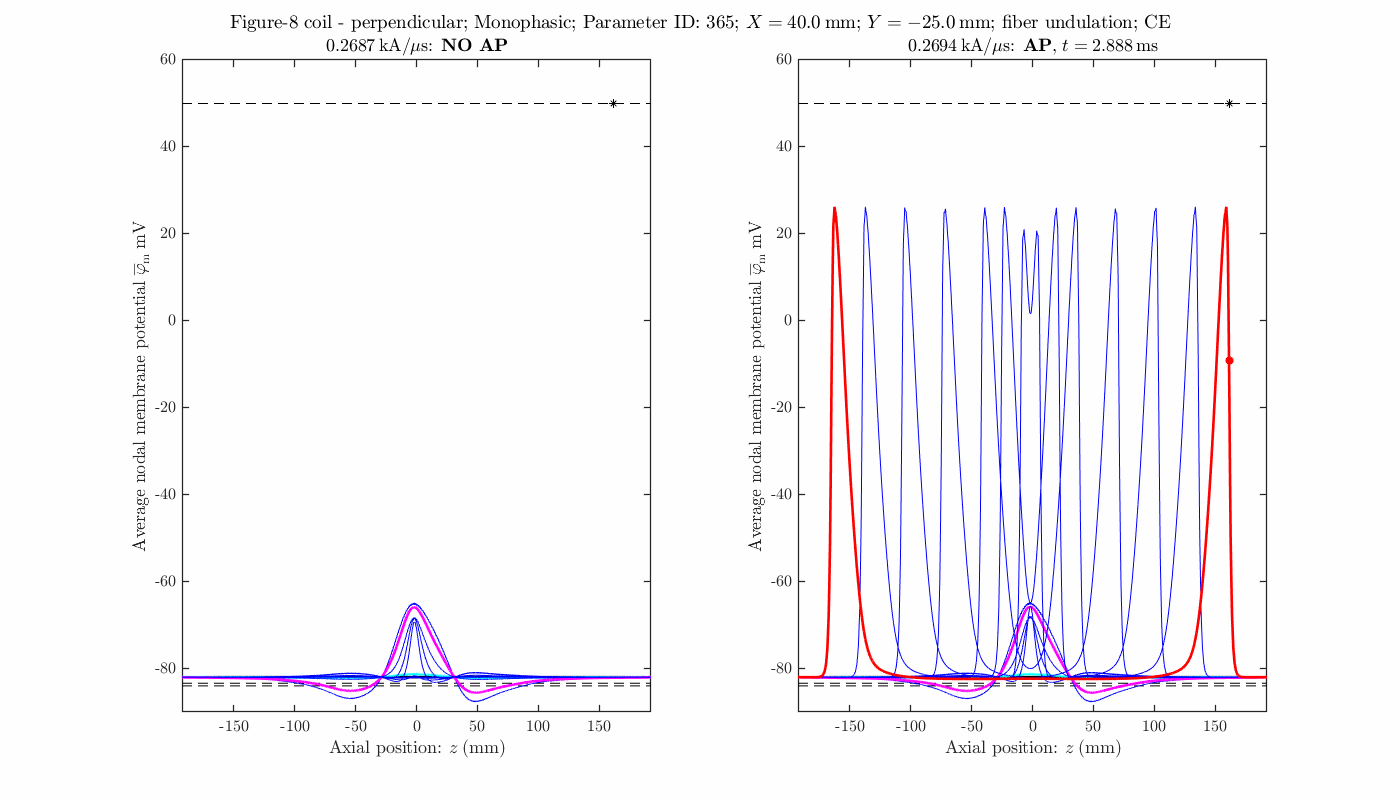 Figure-8 coil - perpendicular; Monophasic; Parameter ID: 365; X = 40.0 mm; Y = −25.0 mm; fiber undulation; CE
0.2687 kA/μs: NO AP
60
40
20
0
-20
-40
-60
-80
-150 -100 -50 0 50 100 150
Axial position: z (mm)
Average nodal membrane potential φ̅m mV
0.2694 kA/μs: AP, t = 2.888 ms
60
40
20
0
-20
-40
-60
-80
-150 -100 -50 0 50 100 150
Axial position: z (mm)
Average nodal membrane potential φ̅m mV